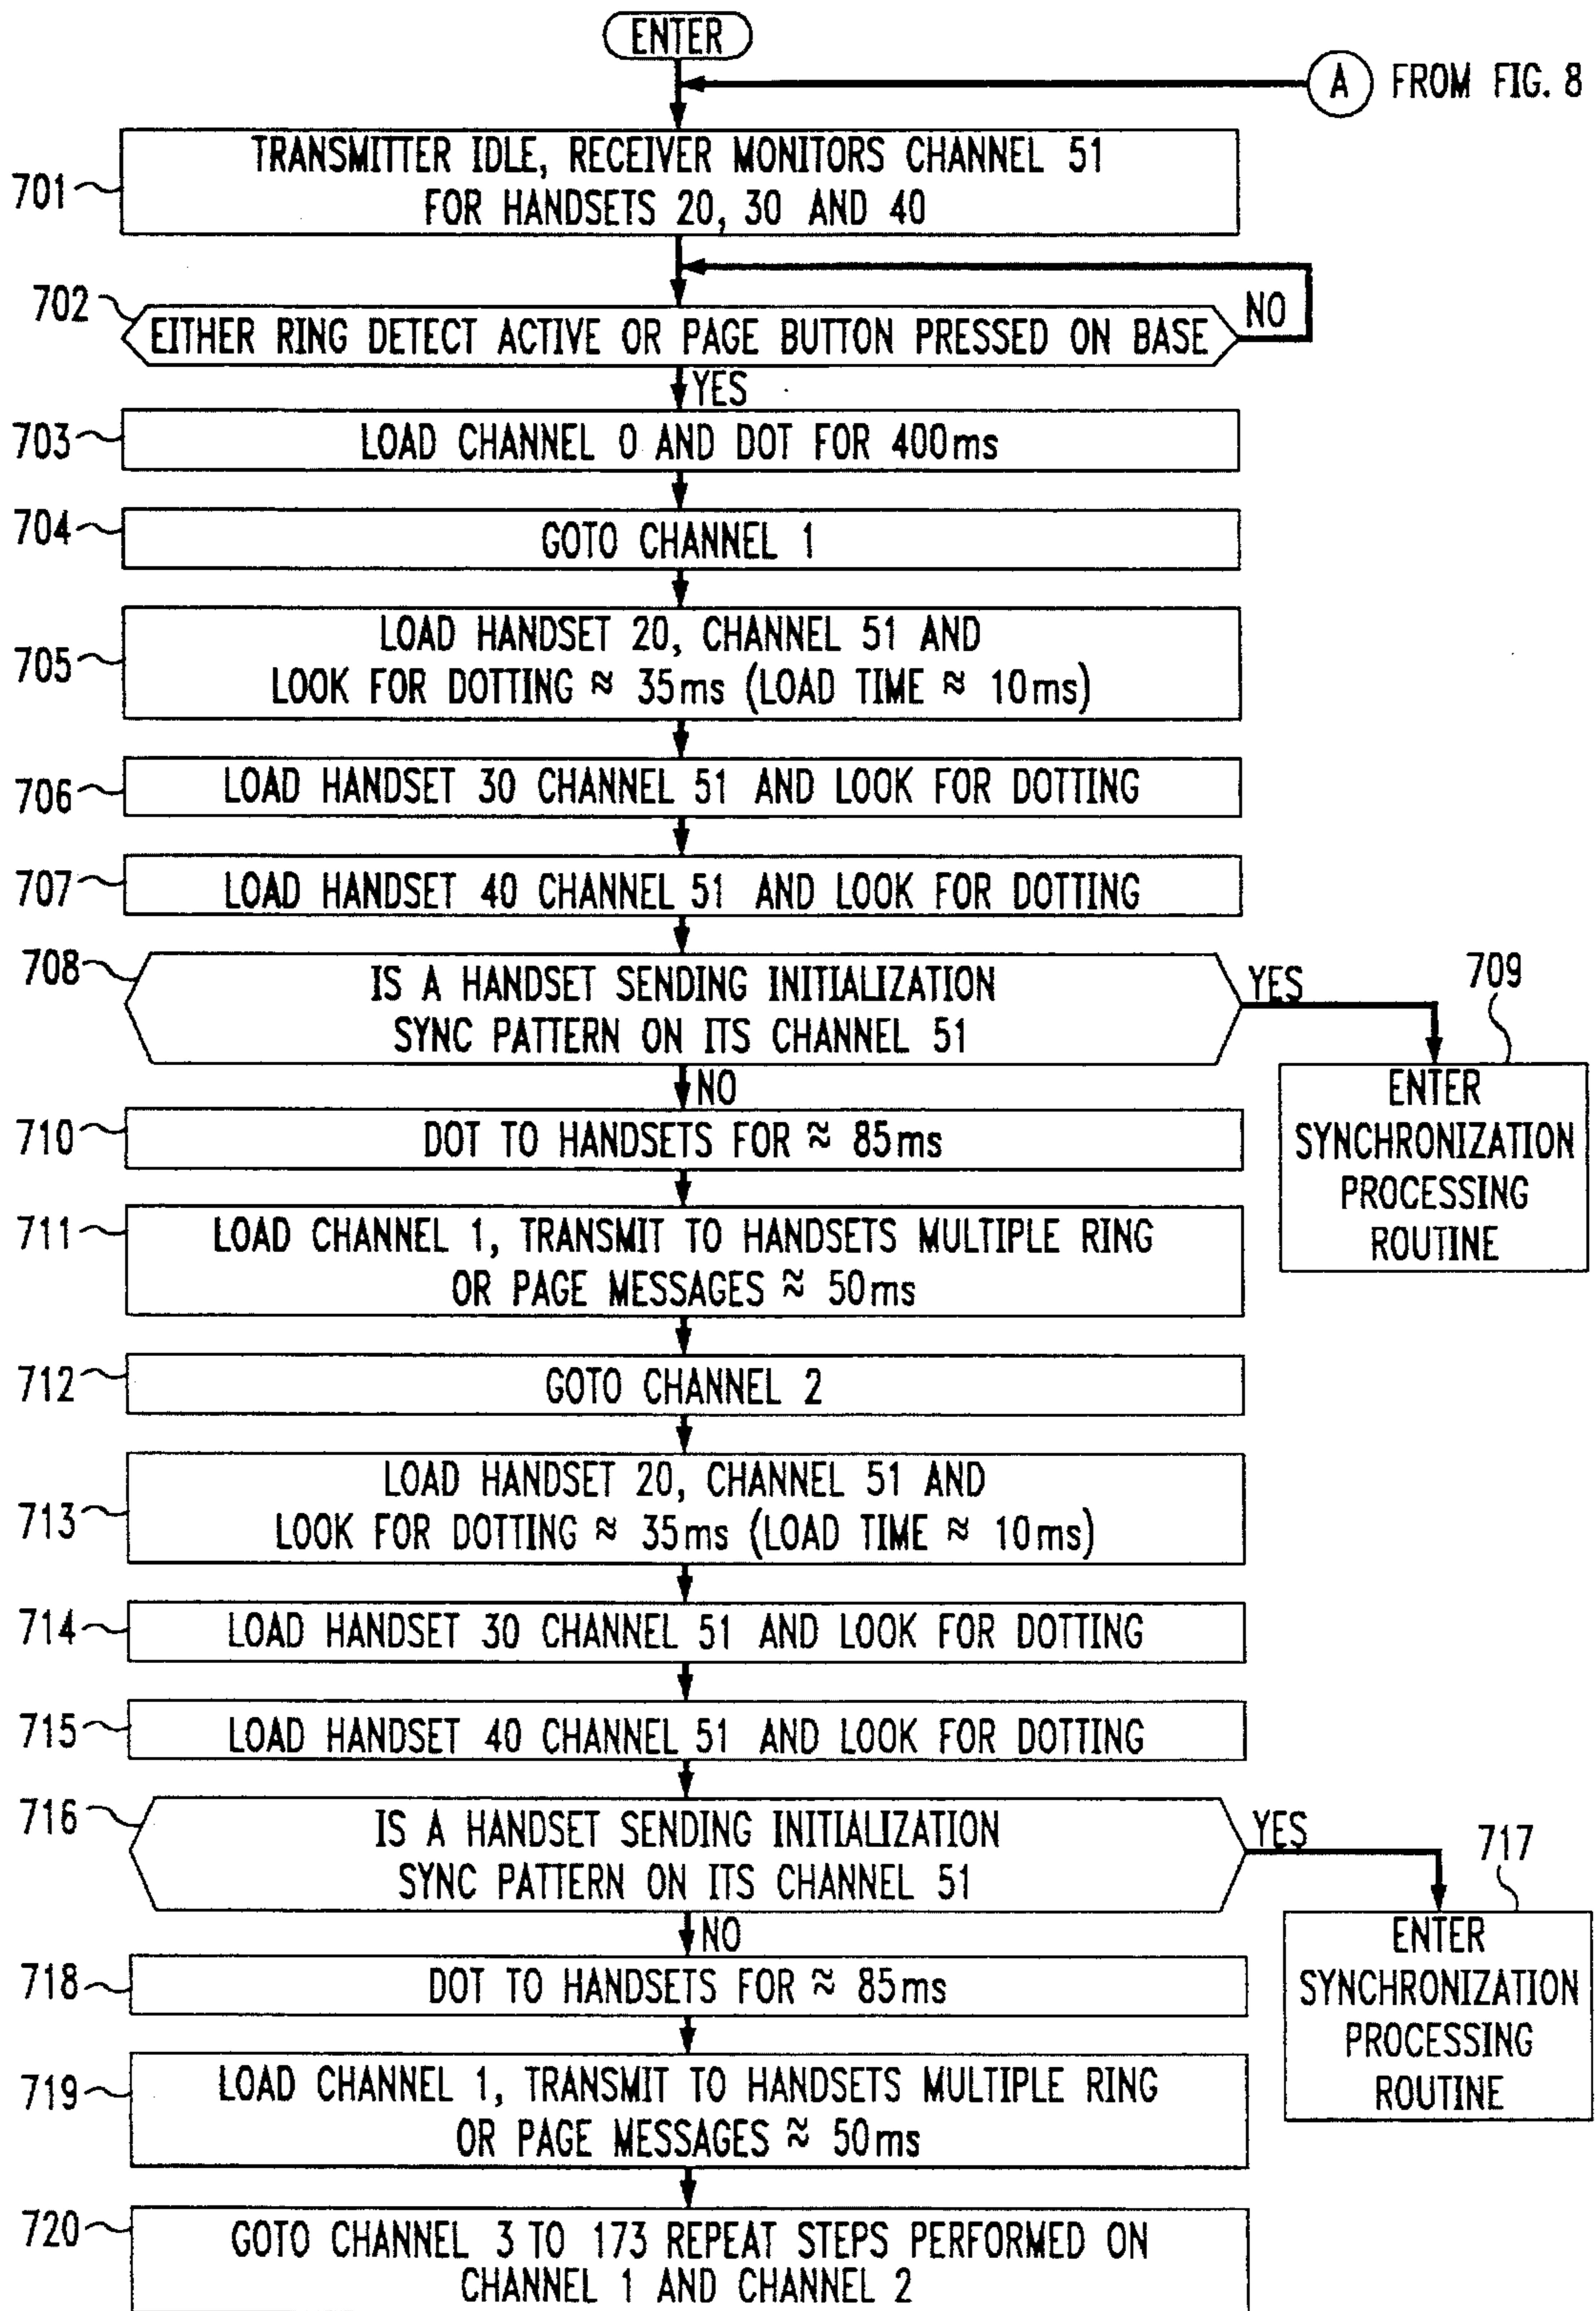 ENTER
A FROM FIG. 8
701
TRANSMITTER IDLE, RECEIVER MONITORS CHANNEL 51
FOR HANDSETS 20, 30 AND 40
702
EITHER RING DETECT ACTIVE OR PAGE BUTTON PRESSED ON BASE
NO
YES
703
LOAD CHANNEL 0 AND DOT FOR 400ms
704
GOTO CHANNEL 1
705
LOAD HANDSET 20, CHANNEL 51 AND
LOOK FOR DOTTING ≈ 35ms (LOAD TIME ≈ 10ms)
706
LOAD HANDSET 30 CHANNEL 51 AND LOOK FOR DOTTING
707
LOAD HANDSET 40 CHANNEL 51 AND LOOK FOR DOTTING
708
IS A HANDSET SENDING INITIALIZATION
SYNC PATTERN ON ITS CHANNEL 51
YES
709
ENTER
SYNCHRONIZATION
PROCESSING
ROUTINE
NO
710
DOT TO HANDSETS FOR ≈ 85ms
711
LOAD CHANNEL 1, TRANSMIT TO HANDSETS MULTIPLE RING
OR PAGE MESSAGES ≈ 50ms
712
GOTO CHANNEL 2
713
LOAD HANDSET 20, CHANNEL 51 AND
LOOK FOR DOTTING ≈ 35ms (LOAD TIME ≈ 10ms)
714
LOAD HANDSET 30 CHANNEL 51 AND LOOK FOR DOTTING
715
LOAD HANDSET 40 CHANNEL 51 AND LOOK FOR DOTTING
716
IS A HANDSET SENDING INITIALIZATION
SYNC PATTERN ON ITS CHANNEL 51
YES
717
ENTER
SYNCHRONIZATION
PROCESSING
ROUTINE
NO
718
DOT TO HANDSETS FOR ≈ 85ms
719
LOAD CHANNEL 1, TRANSMIT TO HANDSETS MULTIPLE RING
OR PAGE MESSAGES ≈ 50ms
720
GOTO CHANNEL 3 TO 173 REPEAT STEPS PERFORMED ON
CHANNEL 1 AND CHANNEL 2